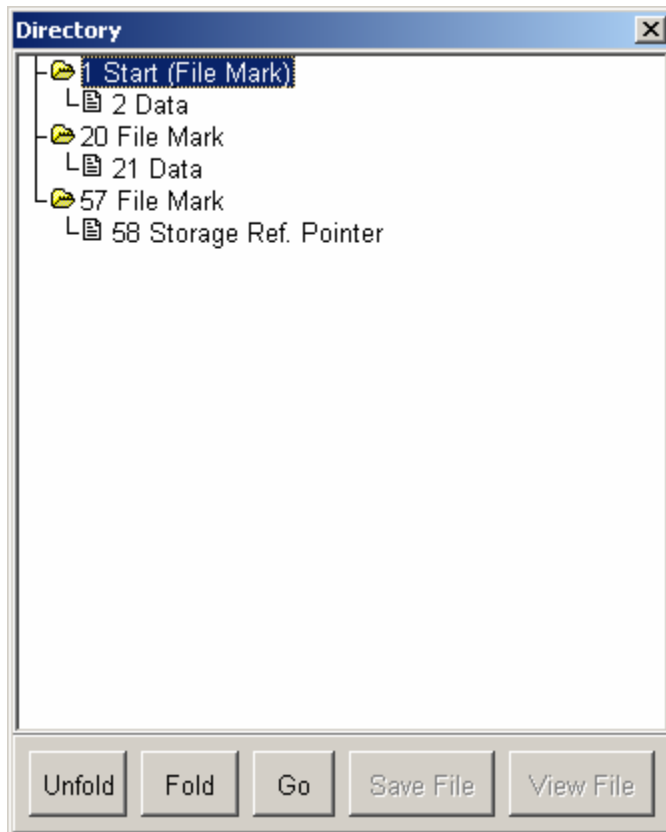 Directory
1 Start (File Mark)
2 Data
20 File Mark
21 Data
57 File Mark
58 Storage Ref. Pointer
Unfold Fold Go Save File View File